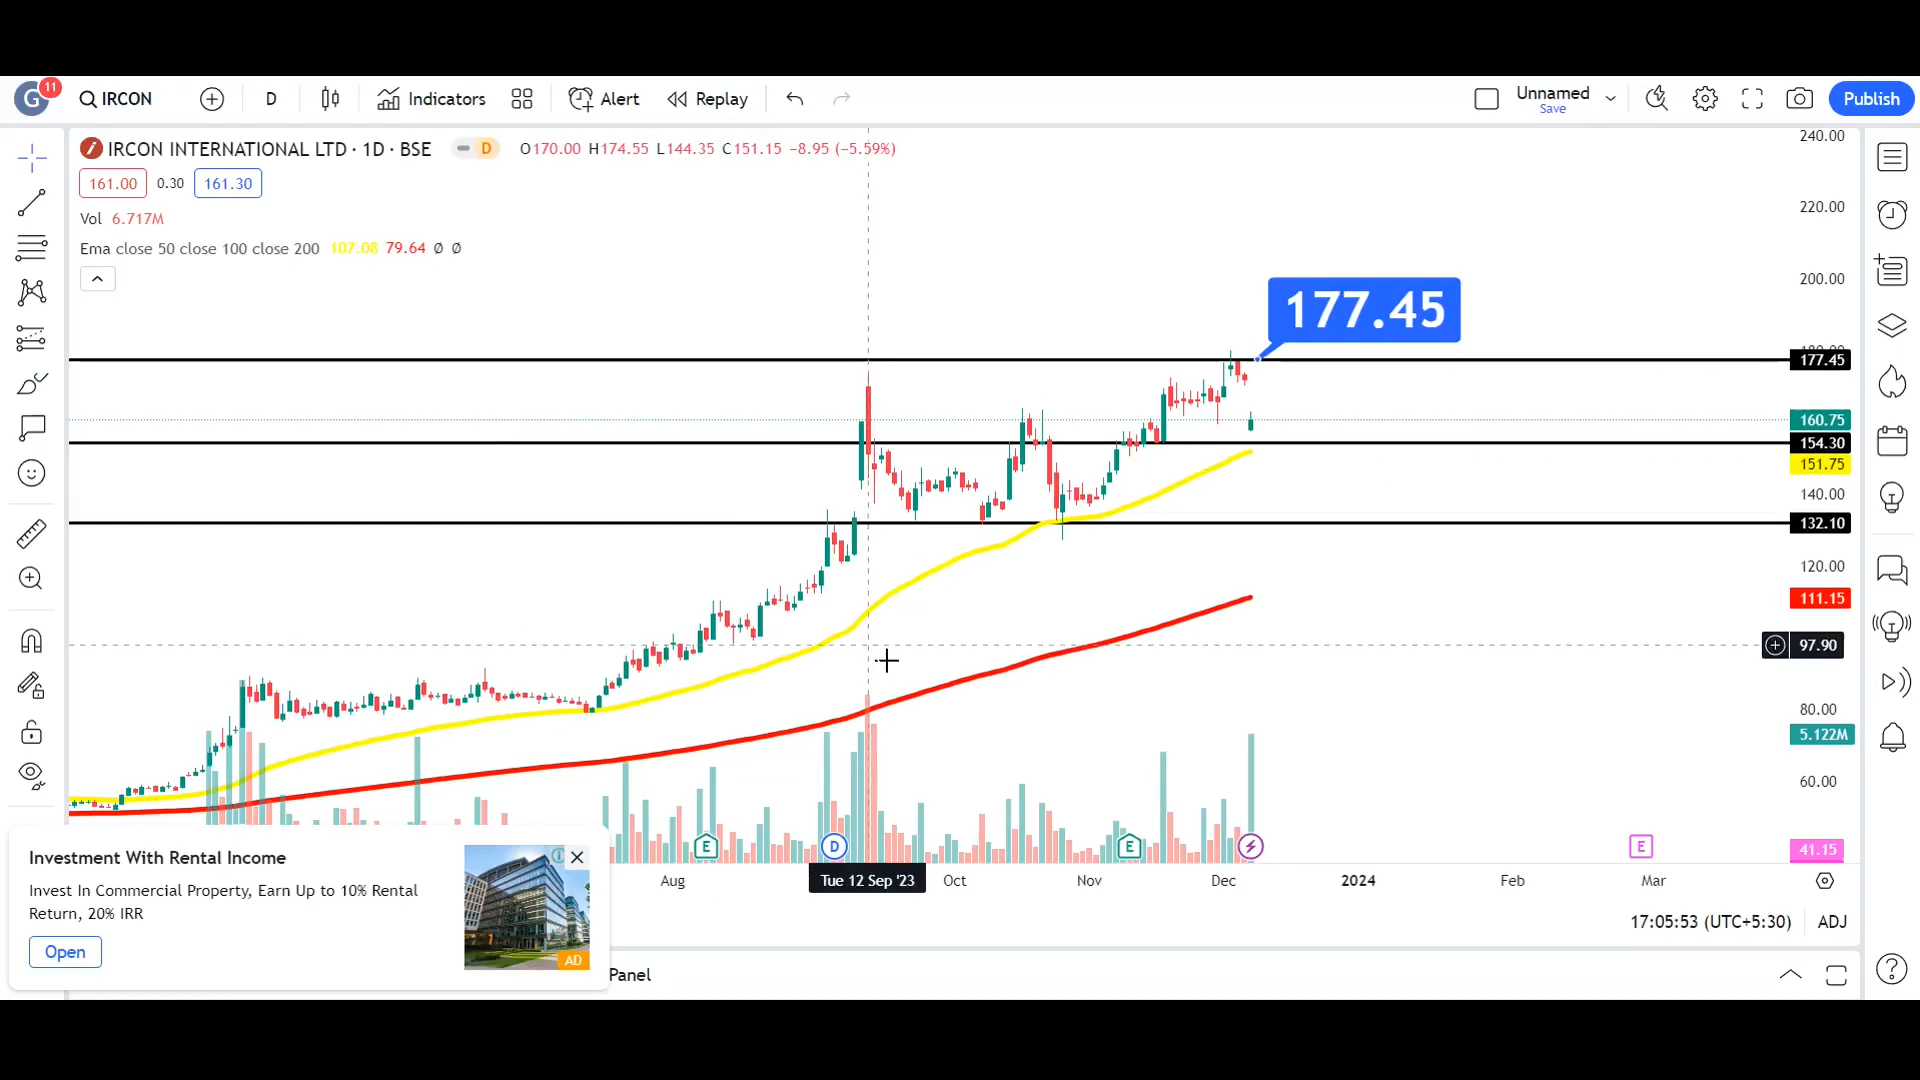 G 11 IRCON D Indicators Alert Replay Unnamed Save Publish
IRCON INTERNATIONAL LTD · 1D · BSE D O170.00 H174.55 L144.35 C151.15 −8.95 (−5.59%)
161.00 0.30 161.30
Vol 6.717M
Ema close 50 close 100 close 200 107.08 79.64 Ø Ø
240.00
220.00
200.00
177.45
177.45
160.75
154.30
151.75
140.00
132.10
120.00
111.15
97.90
80.00
5.122M
60.00
E D E E
41.15
Aug Tue 12 Sep '23 Oct Nov Dec 2024 Feb Mar
17:05:53 (UTC+5:30) ADJ
Investment With Rental Income
Invest In Commercial Property, Earn Up to 10% Rental
Return, 20% IRR
Open
AD
Panel